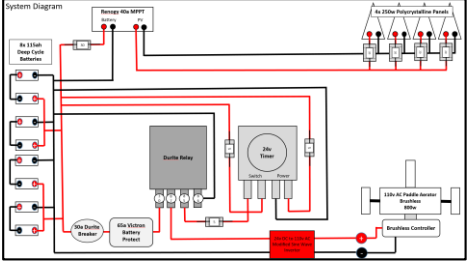 System Diagram
Renogy 40a MPPT
Battery
PV
4x 250w Polycrystalline Panels
8x 115ah
Deep Cycle
Batteries
Durite Relay
24v
Timer
Switch
Power
30a Durite
Breaker
65a Victron
Battery
Protect
110v AC Paddle Aerator
Brushless
800w
Brushless Controller